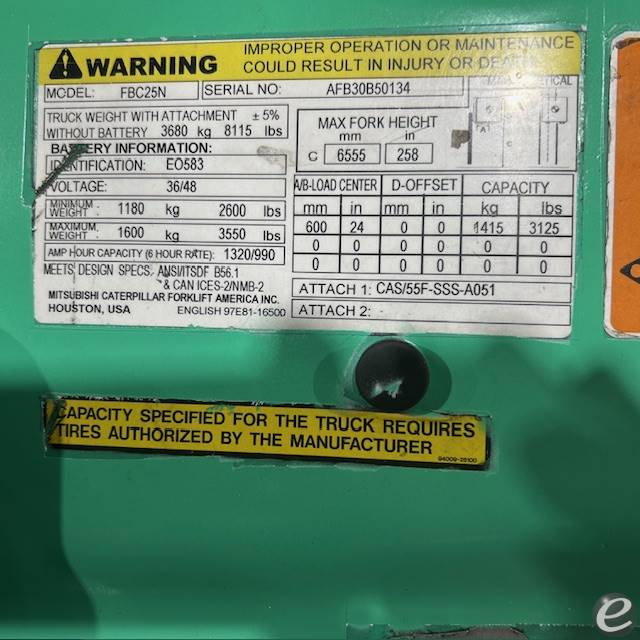 WARNING
IMPROPER OPERATION OR MAINTENANCE
COULD RESULT IN INJURY OR DEATH
MODEL: FBC25N SERIAL NO: AFB30B50134
TRUCK WEIGHT WITH ATTACHMENT ± 5%
WITHOUT BATTERY 3680 kg 8115 lbs
BATTERY INFORMATION:
IDENTIFICATION: EO583
VOLTAGE: 36/48
MINIMUM WEIGHT 1180 kg 2600 lbs
MAXIMUM WEIGHT 1600 kg 3550 lbs
AMP HOUR CAPACITY (6 HOUR RATE): 1320/990
MEETS DESIGN SPECS. ANSI/ITSDF B56.1
& CAN ICES-2/NMB-2
MITSUBISHI CATERPILLAR FORKLIFT AMERICA INC.
HOUSTON, USA ENGLISH 97E81-16500
MAX FORK HEIGHT
mm in
C 6555 258
A
A/B-LOAD CENTER D-OFFSET CAPACITY
mm in mm in kg lbs
600 24 0 0 1415 3125
0 0 0 0 0 0
0 0 0 0 0 0
ATTACH 1: CAS/55F-SSS-A051
ATTACH 2: -
CAPACITY SPECIFIED FOR THE TRUCK REQUIRES
TIRES AUTHORIZED BY THE MANUFACTURER
94009-25100
e